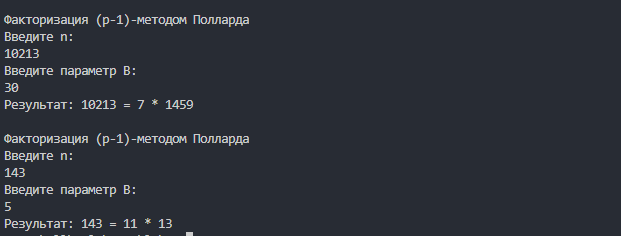 Факторизация (p-1)-методом Полларда
Введите n:
10213
Введите параметр B:
30
Результат: 10213 = 7 * 1459
Факторизация (p-1)-методом Полларда
Введите n:
143
Введите параметр B:
5
Результат: 143 = 11 * 13